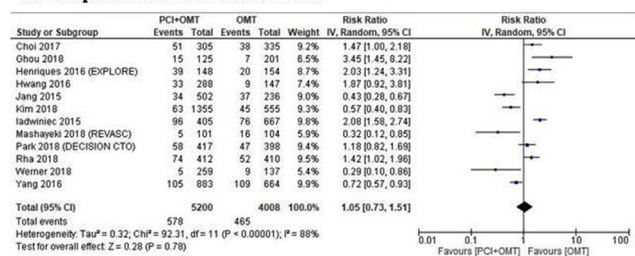 PCI+OMT OMT Risk Ratio Risk Ratio
Study or Subgroup Events Total Events Total Weight IV, Random, 95% CI IV, Random, 95% CI
Choi 2017 51 305 38 335 9.2% 1.47 [1.00, 2.18]
Ghou 2018 15 125 7 201 6.0% 3.45 [1.45, 8.22]
Henriques 2016 (EXPLORE) 39 148 20 154 8.7% 2.03 [1.24, 3.31]
Hwang 2016 33 288 9 147 7.6% 1.87 [0.92, 3.81]
Jang 2015 34 502 37 236 8.9% 0.43 [0.28, 0.67]
Kim 2018 63 1355 45 555 9.3% 0.57 [0.40, 0.83]
ladwiniec 2015 96 405 76 667 9.8% 2.08 [1.58, 2.74]
Mashayeki 2018 (REVASC) 5 101 16 104 5.3% 0.32 [0.12, 0.85]
Park 2018 (DECISION CTO) 58 417 47 398 9.4% 1.18 [0.82, 1.69]
Rha 2018 74 412 52 410 9.5% 1.42 [1.02, 1.96]
Werner 2018 5 259 9 137 4.7% 0.29 [0.10, 0.86]
Yang 2016 105 883 109 664 9.9% 0.72 [0.57, 0.93]
Total (95% CI) 5200 4008 100.0% 1.05 [0.73, 1.51]
Total events 578 465
Heterogeneity: Tau² = 0.32; Chi² = 92.31, df = 11 (P < 0.00001); I² = 88%
Test for overall effect: Z = 0.28 (P = 0.78)
0.01 0.1 1 10 100
Favours [PCI+OMT] Favours [OMT]